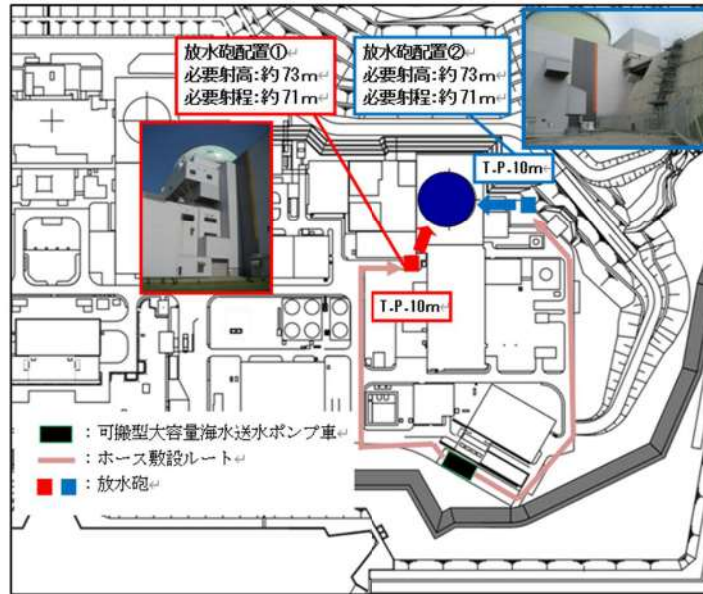 放水砲配置①↵
必要射高:約73m↵
必要射程:約71m↵
放水砲配置②↵
必要射高:約73m↵
必要射程:約71m↵
T.P.10m↵
T.P.10m↵
:可搬型大容量海水送水ポンプ車↵
:ホース敷設ルート↵
:放水砲↵